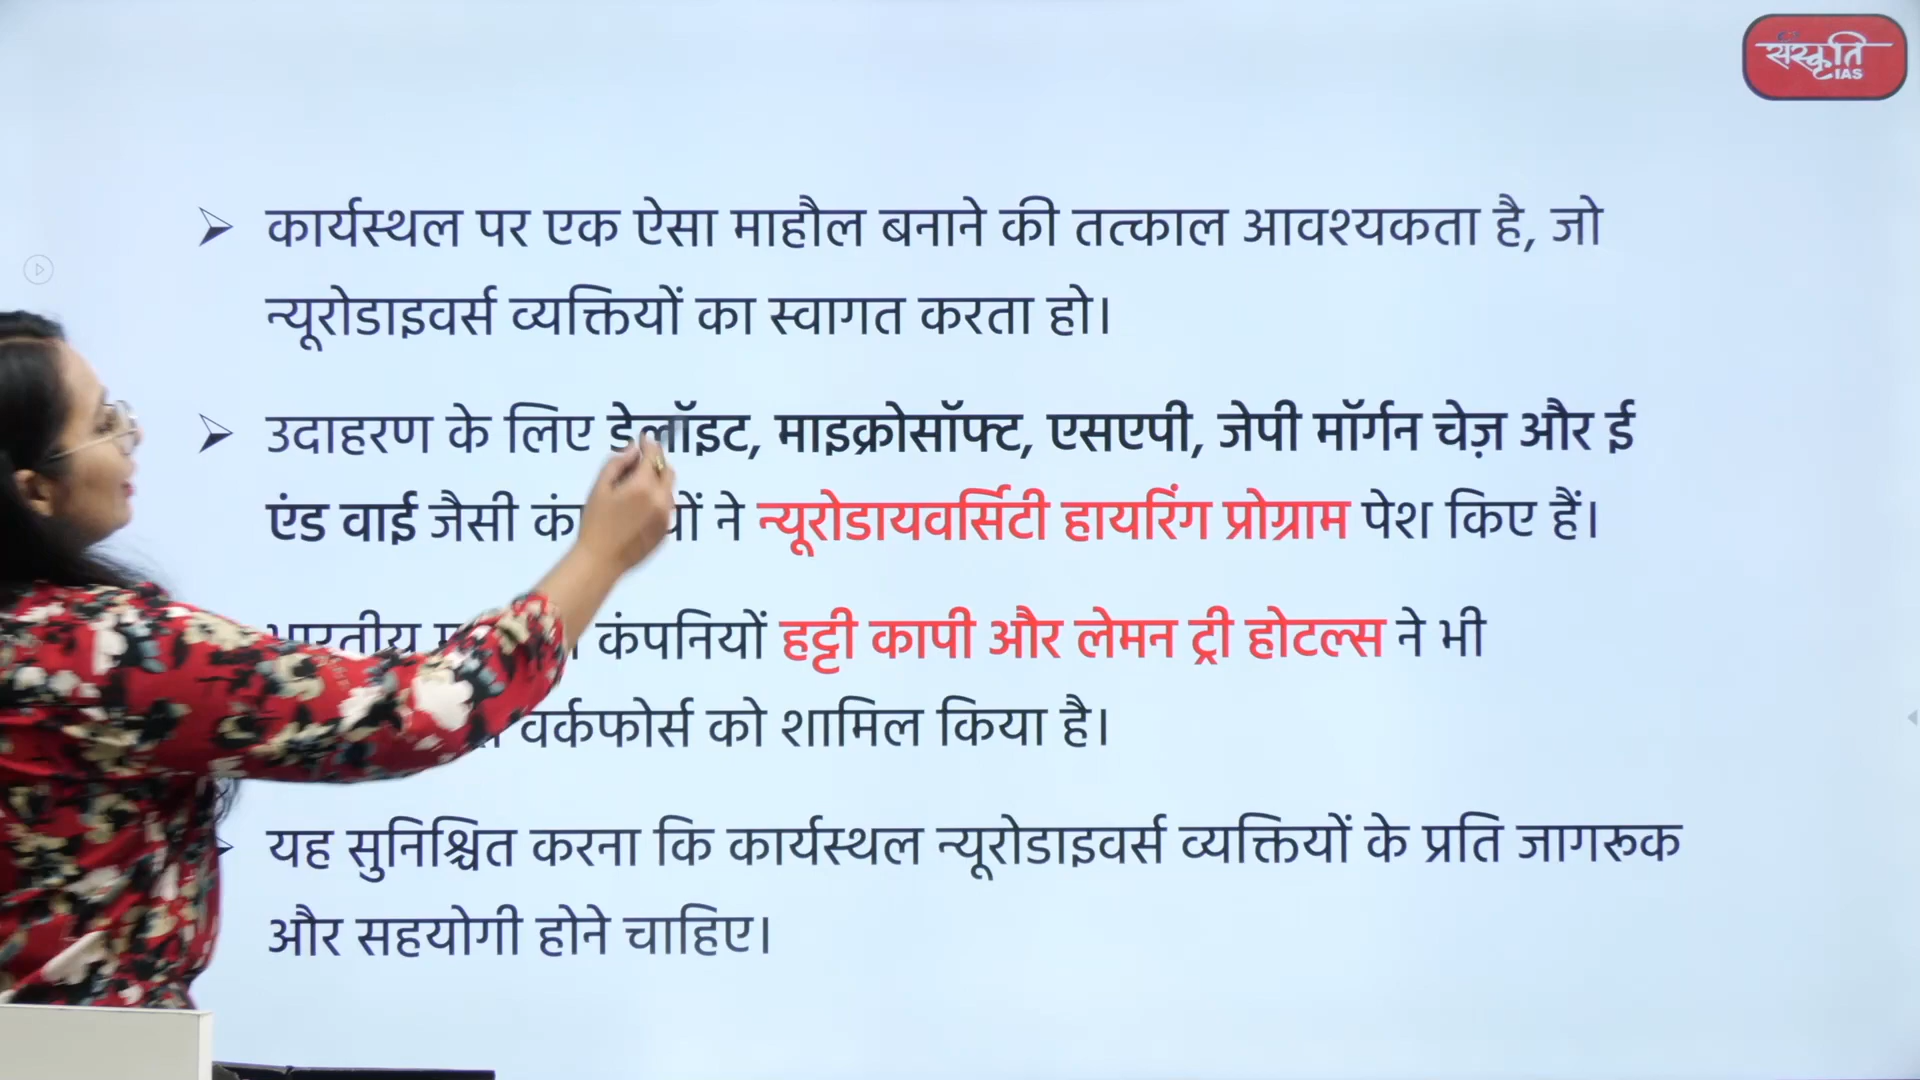 संस्कृति
IAS
कार्यस्थल पर एक ऐसा माहौल बनाने की तत्काल आवश्यकता है, जो
न्यूरोडाइवर्स व्यक्तियों का स्वागत करता हो।
उदाहरण के लिए डेलॉइट, माइक्रोसॉफ्ट, एसएपी, जेपी मॉर्गन चेज़ और ई
एंड वाई जैसी ने न्यूरोडायवर्सिटी हायरिंग प्रोग्राम पेश किए हैं।
भारतीय कंपनियों हट्टी कापी और लेमन ट्री होटल्स ने भी
वर्कफोर्स को शामिल किया है।
यह सुनिश्चित करना कि कार्यस्थल न्यूरोडाइवर्स व्यक्तियों के प्रति जागरूक
और सहयोगी होने चाहिए।